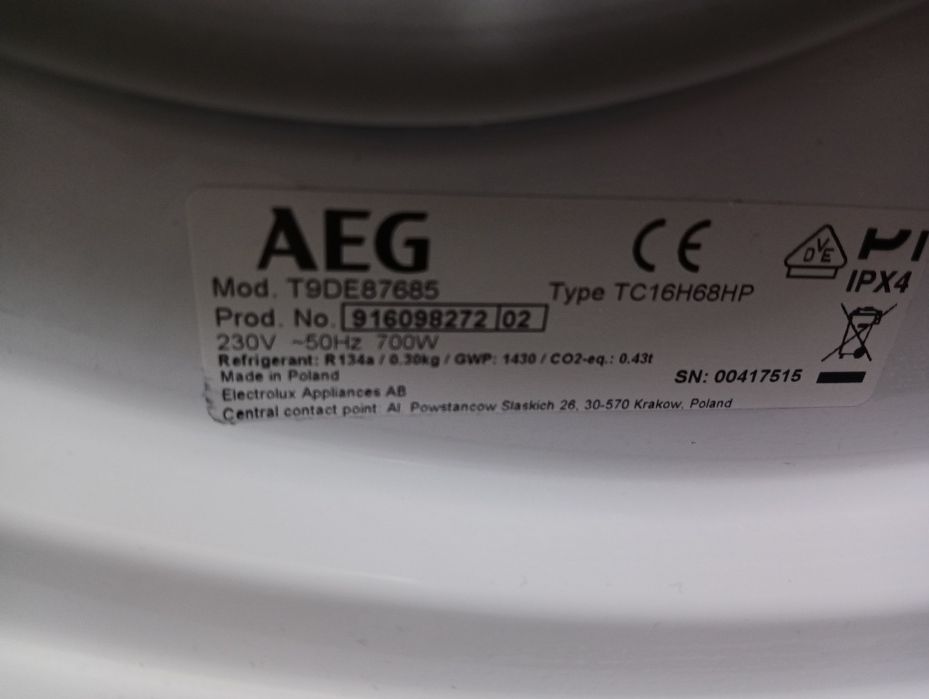 AEG
Mod. T9DE87685
Type TC16H68HP
IPX4
Prod. No. 916098272 02
230V ~50Hz 700W
Refrigerant: R134a / 0.30kg / GWP: 1430 / CO2-eq.: 0.43t
Made in Poland
SN: 00417515
Electrolux Appliances AB
Central contact point: Al. Powstancow Slaskich 26, 30-570 Krakow, Poland
CE
DVE